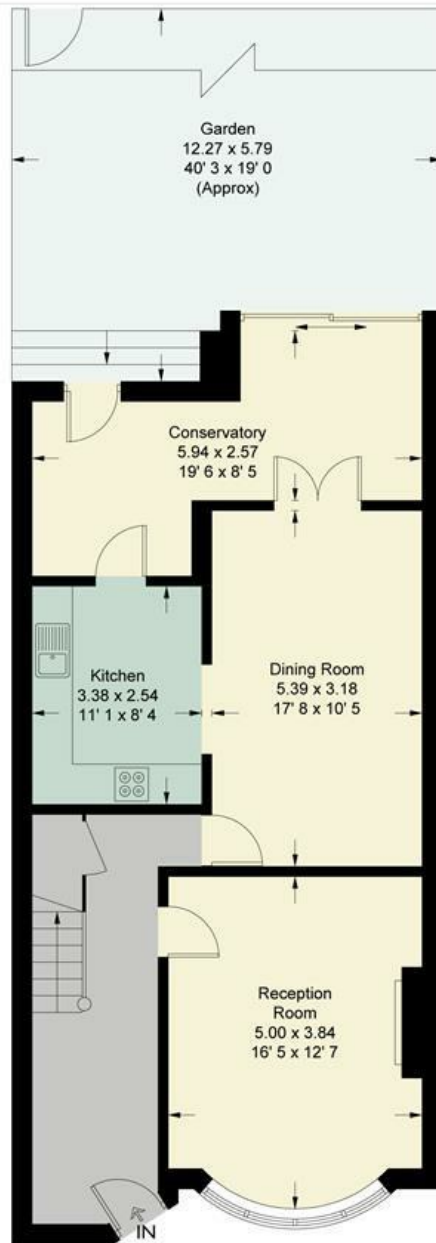 Garden
12.27 x 5.79
40' 3 x 19' 0
(Approx)
Conservatory
5.94 x 2.57
19' 6 x 8' 5
Kitchen
3.38 x 2.54
11' 1 x 8' 4
Dining Room
5.39 x 3.18
17' 8 x 10' 5
Reception
Room
5.00 x 3.84
16' 5 x 12' 7
IN